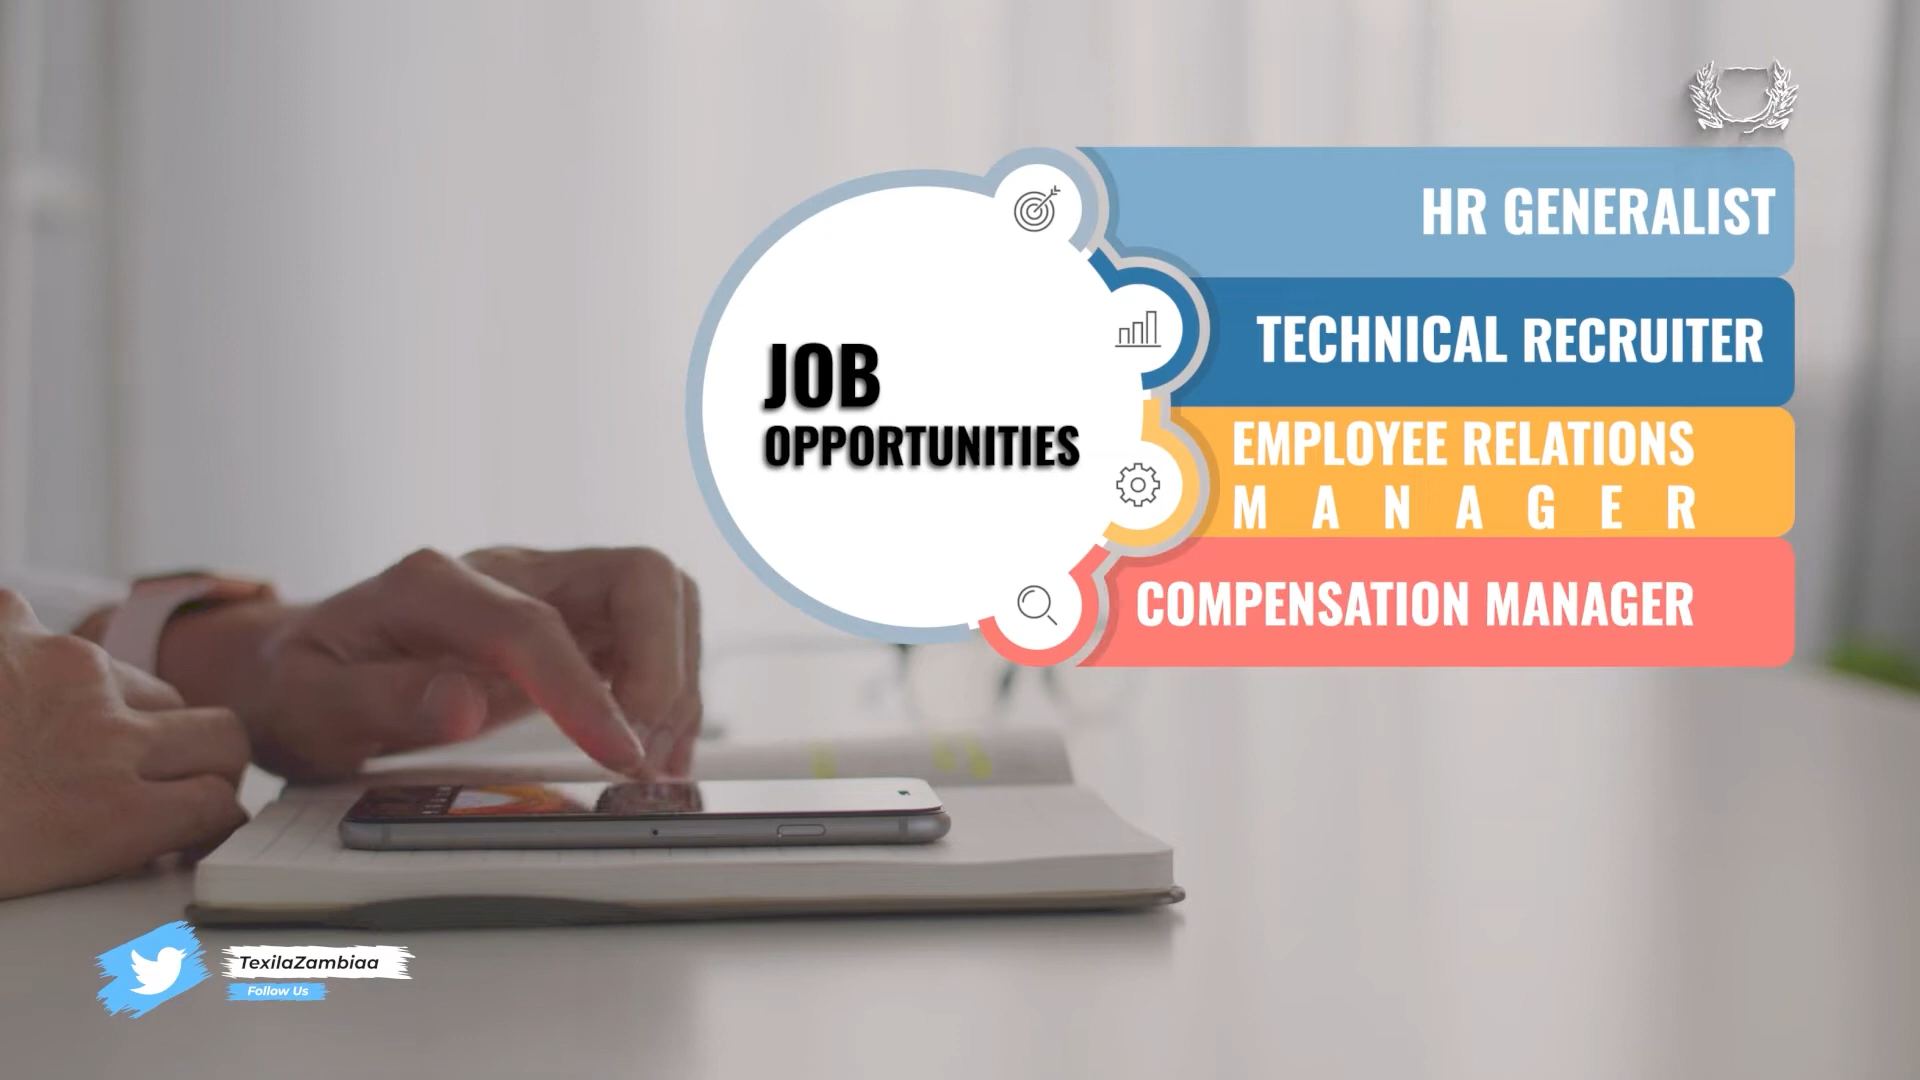 HR GENERALIST
TECHNICAL RECRUITER
JOB
OPPORTUNITIES
EMPLOYEE RELATIONS
MANAGER
COMPENSATION MANAGER
TexilaZambiaa
Follow Us